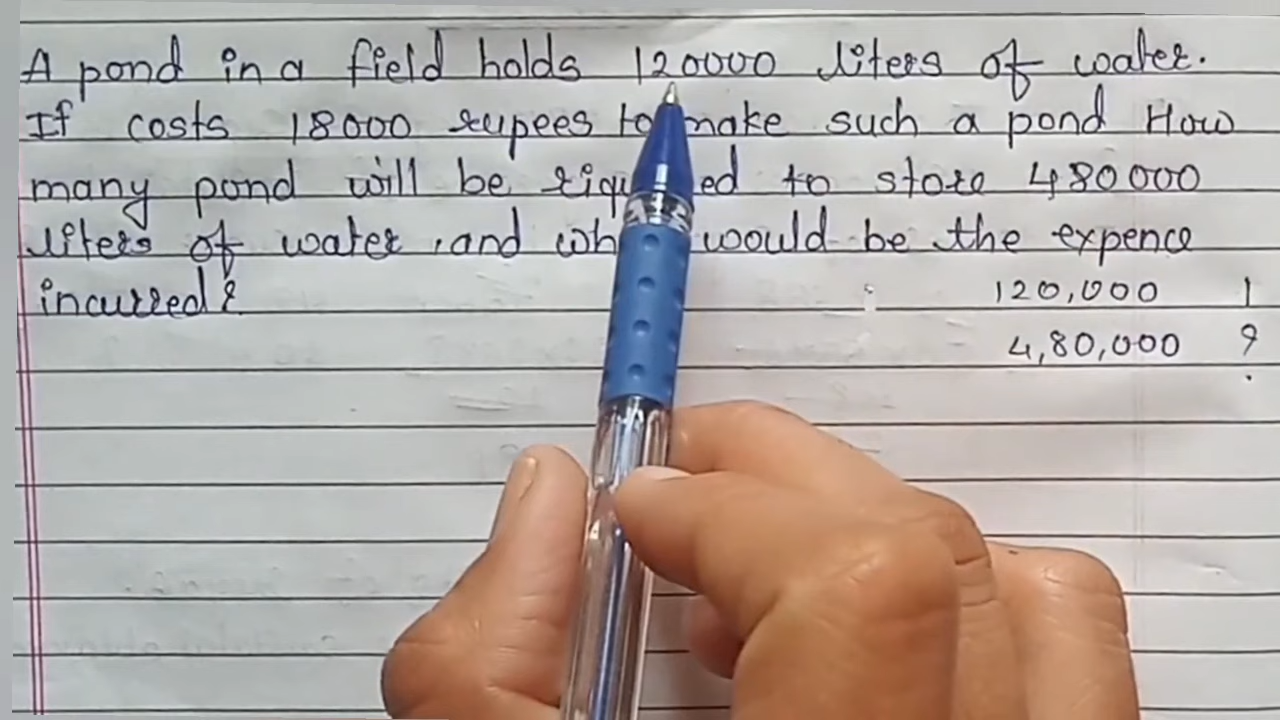 A pond in a field holds 120000 liters of water.
If costs 18000 rupees to make such a pond How
many pond will be ed to store 480000
liters of water, and would be the expence
incurred?
120,000 1
4,80,000 ?